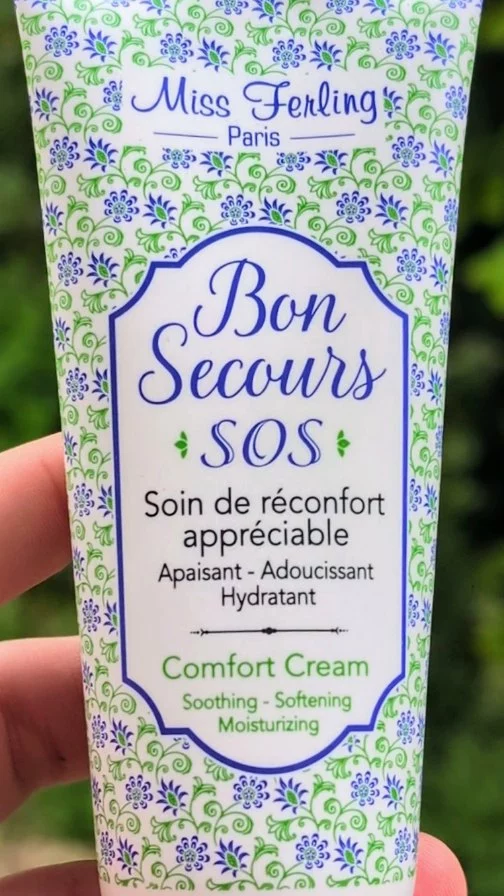 Miss Ferling
Paris
Bon
Secours
SOS
Soin de réconfort
appréciable
Apaisant - Adoucissant
Hydratant
Comfort Cream
Soothing - Softening
Moisturizing